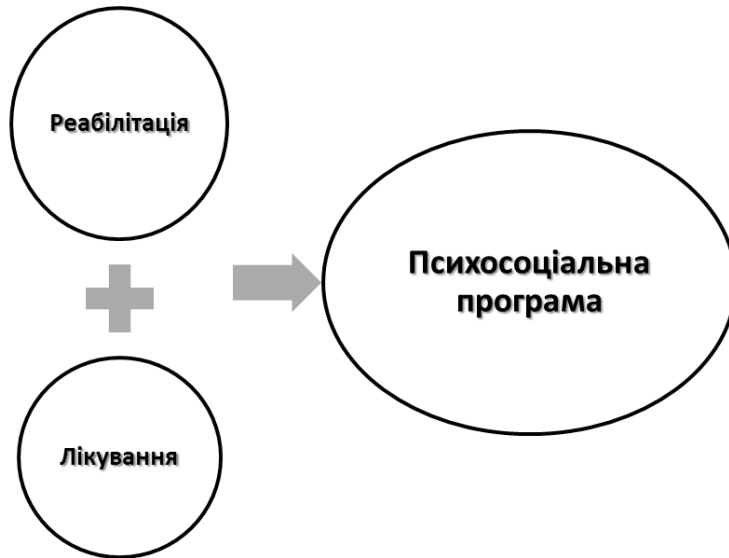 Реабілітація
Лікування
Психосоціальна
програма